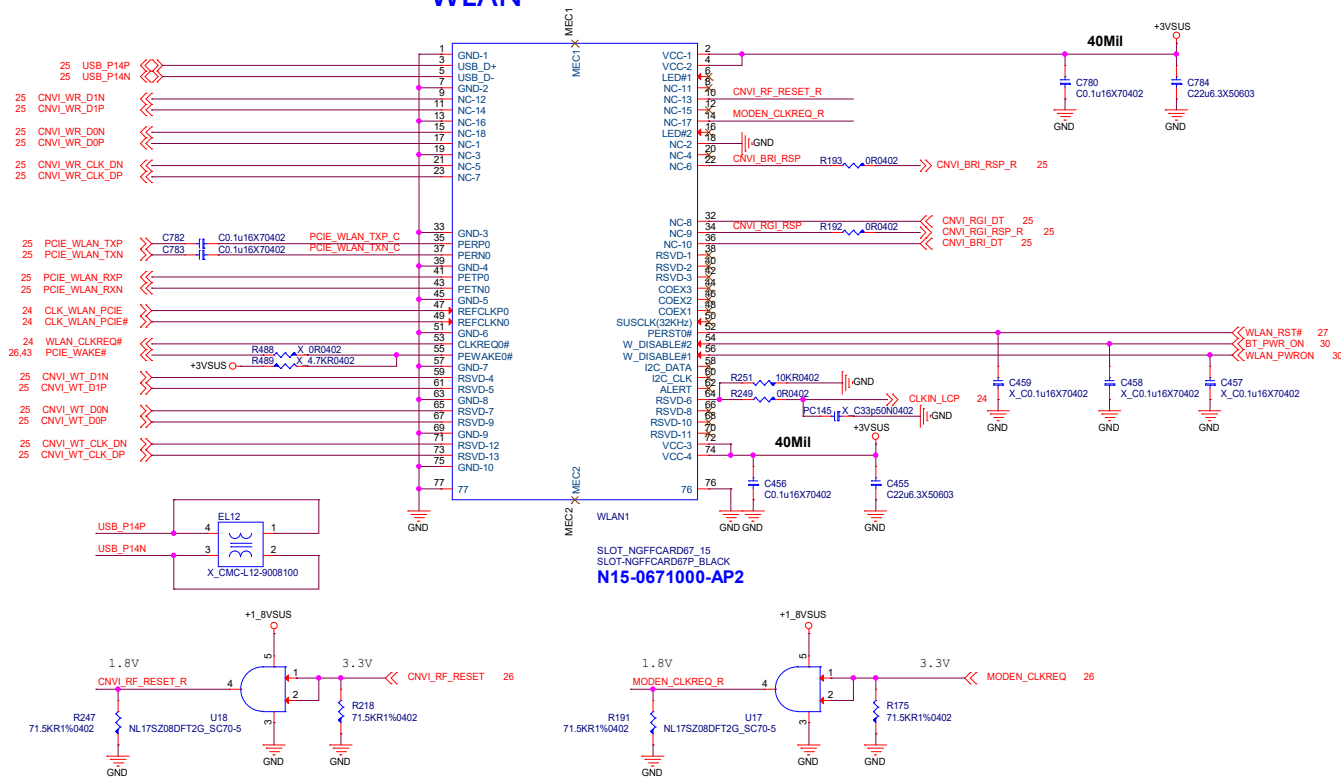 WLAN
MEC1
MEC1
+3VSUS
40Mil
1 GND-1 VCC-1 2
25 USB_P14P 3 USB_D+ VCC-2 4
25 USB_P14N 5 USB_D- LED#1 6
7 GND-2 NC-11 8
25 CNVI_WR_D1N 9 NC-12 NC-13 10 CNVI_RF_RESET_R
25 CNVI_WR_D1P 11 NC-14 NC-15 12
13 NC-16 NC-17 14 MODEN_CLKREQ_R
25 CNVI_WR_D0N 15 NC-18 LED#2 16
25 CNVI_WR_D0P 17 NC-1 NC-2 18 GND
19 NC-3 NC-4 20
25 CNVI_WR_CLK_DN 21 NC-5 NC-6 22 CNVI_BRI_RSP R193 0R0402 CNVI_BRI_RSP_R 25
25 CNVI_WR_CLK_DP 23 NC-7
C780
C0.1u16X70402
GND
C784
C22u6.3X50603
GND
NC-8 32 CNVI_RGI_DT 25
33 GND-3 NC-9 34 CNVI_RGI_RSP R192 0R0402 CNVI_RGI_RSP_R 25
25 PCIE_WLAN_TXP C782 C0.1u16X70402 PCIE_WLAN_TXP_C 35 PERP0 NC-10 36 CNVI_BRI_DT 25
25 PCIE_WLAN_TXN C783 C0.1u16X70402 PCIE_WLAN_TXN_C 37 PERN0 RSVD-1 38
39 GND-4 RSVD-2 40
25 PCIE_WLAN_RXP 41 PETP0 RSVD-3 42
25 PCIE_WLAN_RXN 43 PETN0 COEX3 44
45 GND-5 COEX2 46
24 CLK_WLAN_PCIE 47 REFCLKP0 COEX1 48
24 CLK_WLAN_PCIE# 49 REFCLKN0 SUSCLK(32KHz) 50
51 GND-6 PERST0# 52 WLAN_RST# 27
24 WLAN_CLKREQ# 53 CLKREQ0# W_DISABLE#2 54 BT_PWR_ON 30
26,43 PCIE_WAKE# R488 X_0R0402 55 PEWAKE0# W_DISABLE#1 56 WLAN_PWRON 30
+3VSUS R489 X_4.7KR0402 57 GND-7 I2C_DATA 58
25 CNVI_WT_D1N 59 RSVD-4 I2C_CLK 60
25 CNVI_WT_D1P 61 RSVD-5 ALERT 62 R251 10KR0402 GND
63 GND-8 RSVD-6 64 R249 0R0402 CLKIN_LCP 24
25 CNVI_WT_D0N 65 RSVD-7 RSVD-8 66 PC145 X_C33p50N0402 GND
25 CNVI_WT_D0P 67 RSVD-9 RSVD-10 68
69 GND-9 RSVD-11 70
25 CNVI_WT_CLK_DN 71 RSVD-12 VCC-3 72 40Mil +3VSUS
25 CNVI_WT_CLK_DP 73 RSVD-13 VCC-4 74
75 GND-10
77 77 76 76
C459
X_C0.1u16X70402
GND
C458
X_C0.1u16X70402
GND
C457
X_C0.1u16X70402
GND
C456
C0.1u16X70402
C455
C22u6.3X50603
GND
GND GND
GND
MEC2
MEC2
WLAN1
SLOT_NGFFCARD67_15
SLOT-NGFFCARD67P_BLACK
N15-0671000-AP2
EL12
USB_P14P 4 1
USB_P14N 3 2
X_CMC-L12-9008100
+1_8VSUS
1.8V 5 3.3V
CNVI_RF_RESET_R 4 1 CNVI_RF_RESET 26
2
R247
71.5KR1%0402
3 U18
NL17SZ08DFT2G_SC70-5
R218
71.5KR1%0402
GND GND GND
+1_8VSUS
1.8V 5 3.3V
MODEN_CLKREQ_R 4 1 MODEN_CLKREQ 26
2
R191
71.5KR1%0402
3 U17
NL17SZ08DFT2G_SC70-5
R175
71.5KR1%0402
GND GND GND